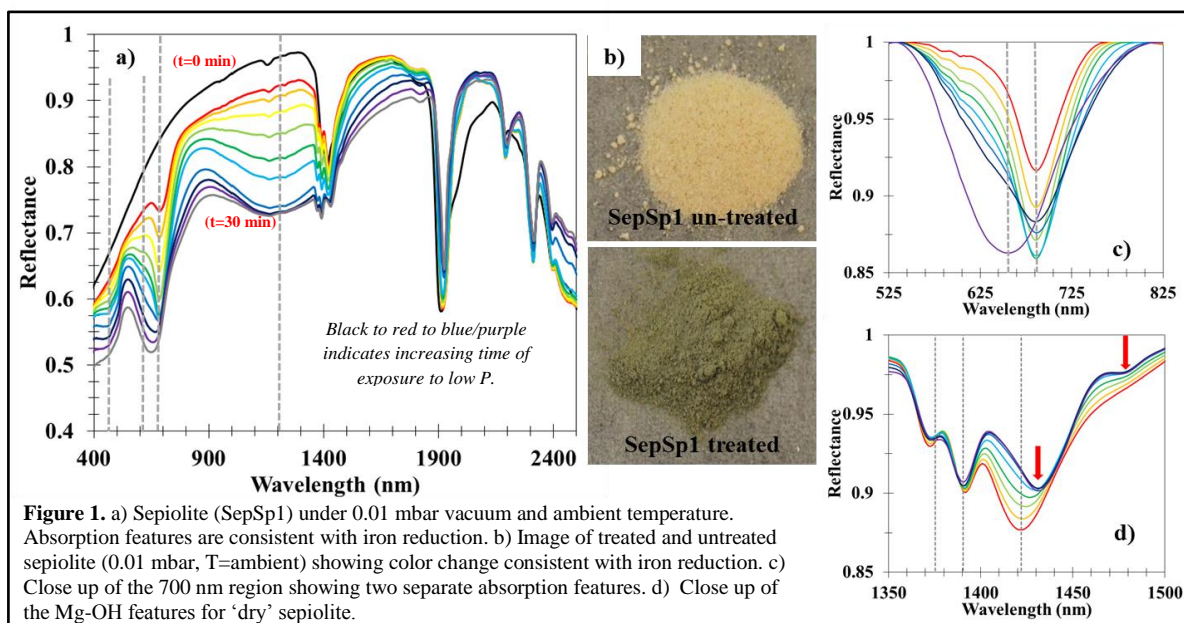 a)
(t=0 min)
(t=30 min)
Black to red to blue/purple
indicates increasing time of
exposure to low P.
Reflectance
1
0.9
0.8
0.7
0.6
0.5
0.4
400 900 1400 1900 2400
Wavelength (nm)
b)
SepSp1 un-treated
SepSp1 treated
c)
Reflectance
1
0.95
0.9
0.85
525 625 725 825
Wavelength (nm)
d)
Reflectance
1
0.95
0.9
0.85
1350 1400 1450 1500
Wavelength (nm)
Figure 1. a) Sepiolite (SepSp1) under 0.01 mbar vacuum and ambient temperature.
Absorption features are consistent with iron reduction. b) Image of treated and untreated
sepiolite (0.01 mbar, T=ambient) showing color change consistent with iron reduction. c)
Close up of the 700 nm region showing two separate absorption features. d) Close up of
the Mg-OH features for ‘dry’ sepiolite.